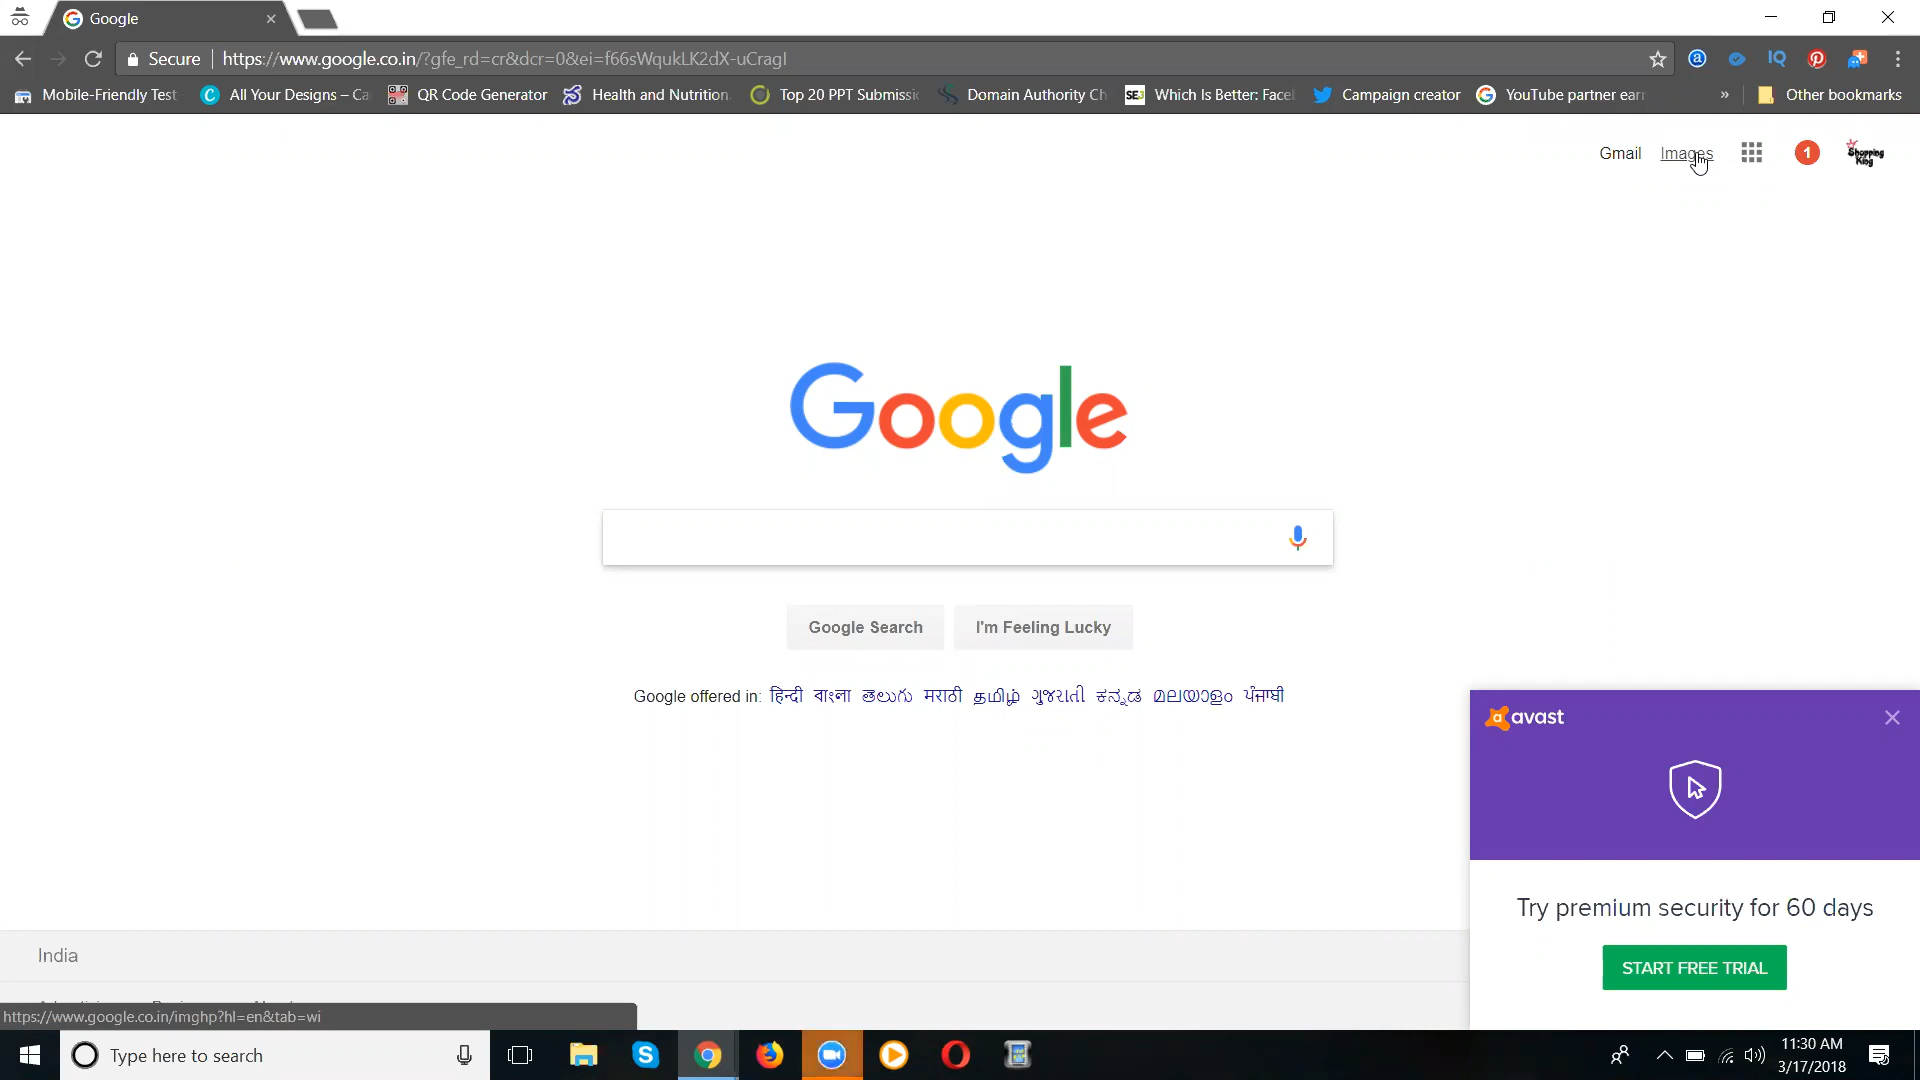 Google
Secure https://www.google.co.in/?gfe_rd=cr&dcr=0&ei=f66sWqukLK2dX-uCragI
Mobile-Friendly Test All Your Designs – Ca QR Code Generator Health and Nutrition Top 20 PPT Submissi Domain Authority Ch SE Which Is Better: Face Campaign creator YouTube partner earn » Other bookmarks
Gmail Images 1 Shopping King
Google
Google Search I'm Feeling Lucky
Google offered in: हिन्दी বাংলা తెలుగు मराठी தமிழ் ગુજરાતી ಕನ್ನಡ മലയാളം ਪੰਜਾਬੀ
avast
Try premium security for 60 days
START FREE TRIAL
India
https://www.google.co.in/imghp?hl=en&tab=wi
Type here to search
11:30 AM
3/17/2018